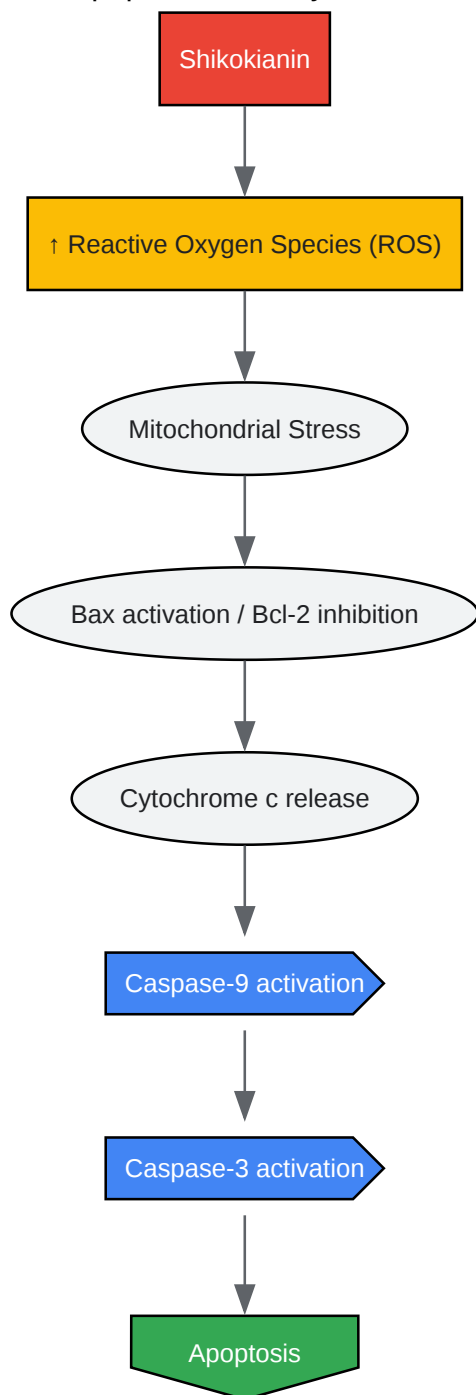 Shikokianin
↑ Reactive Oxygen Species (ROS)
Mitochondrial Stress
Bax activation / Bcl-2 inhibition
Cytochrome c release
Caspase-9 activation
Caspase-3 activation
Apoptosis